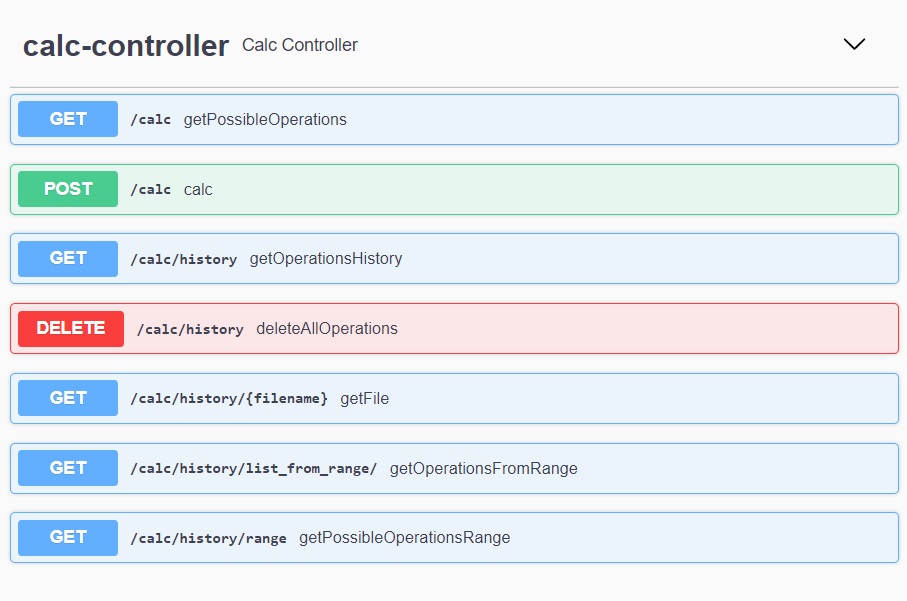 calc-controller Calc Controller
GET /calc getPossibleOperations
POST /calc calc
GET /calc/history getOperationsHistory
DELETE /calc/history deleteAllOperations
GET /calc/history/{filename} getFile
GET /calc/history/list_from_range/ getOperationsFromRange
GET /calc/history/range getPossibleOperationsRange